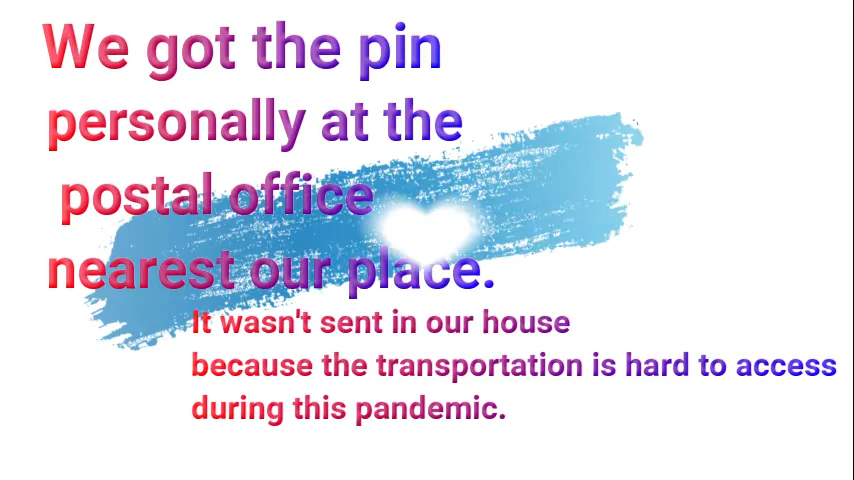 We got the pin
personally at the
postal office
nearest our place.
It wasn't sent in our house
because the transportation is hard to access
during this pandemic.